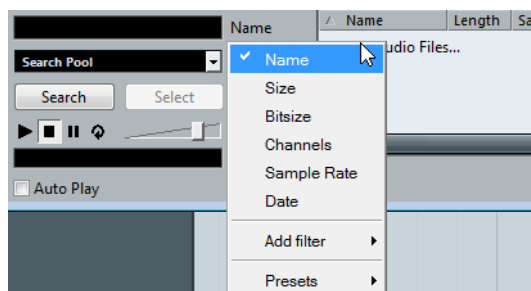 Name
Name Length Sa
udio Files...
Search Pool
Search Select
Auto Play
Name
Size
Bitsize
Channels
Sample Rate
Date
Add filter
Presets